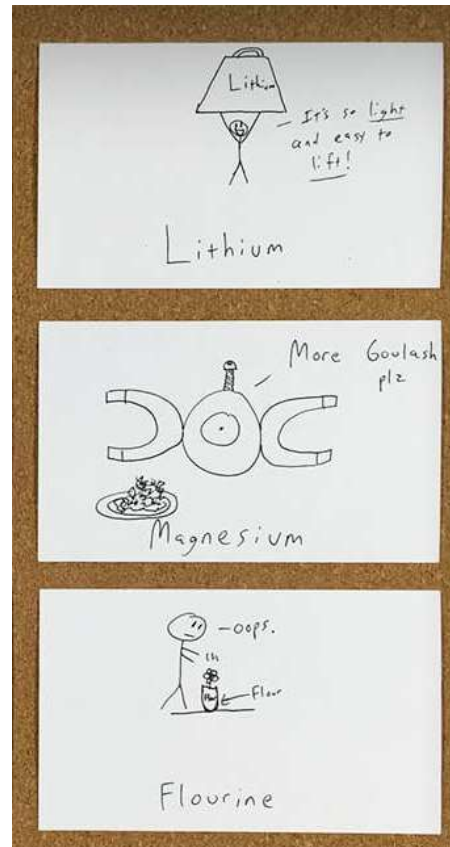 Lithium
It's so light
and easy to
lift!
Lithium
More Goulash
plz
Magnesium
-oops.
Flour
Flourine